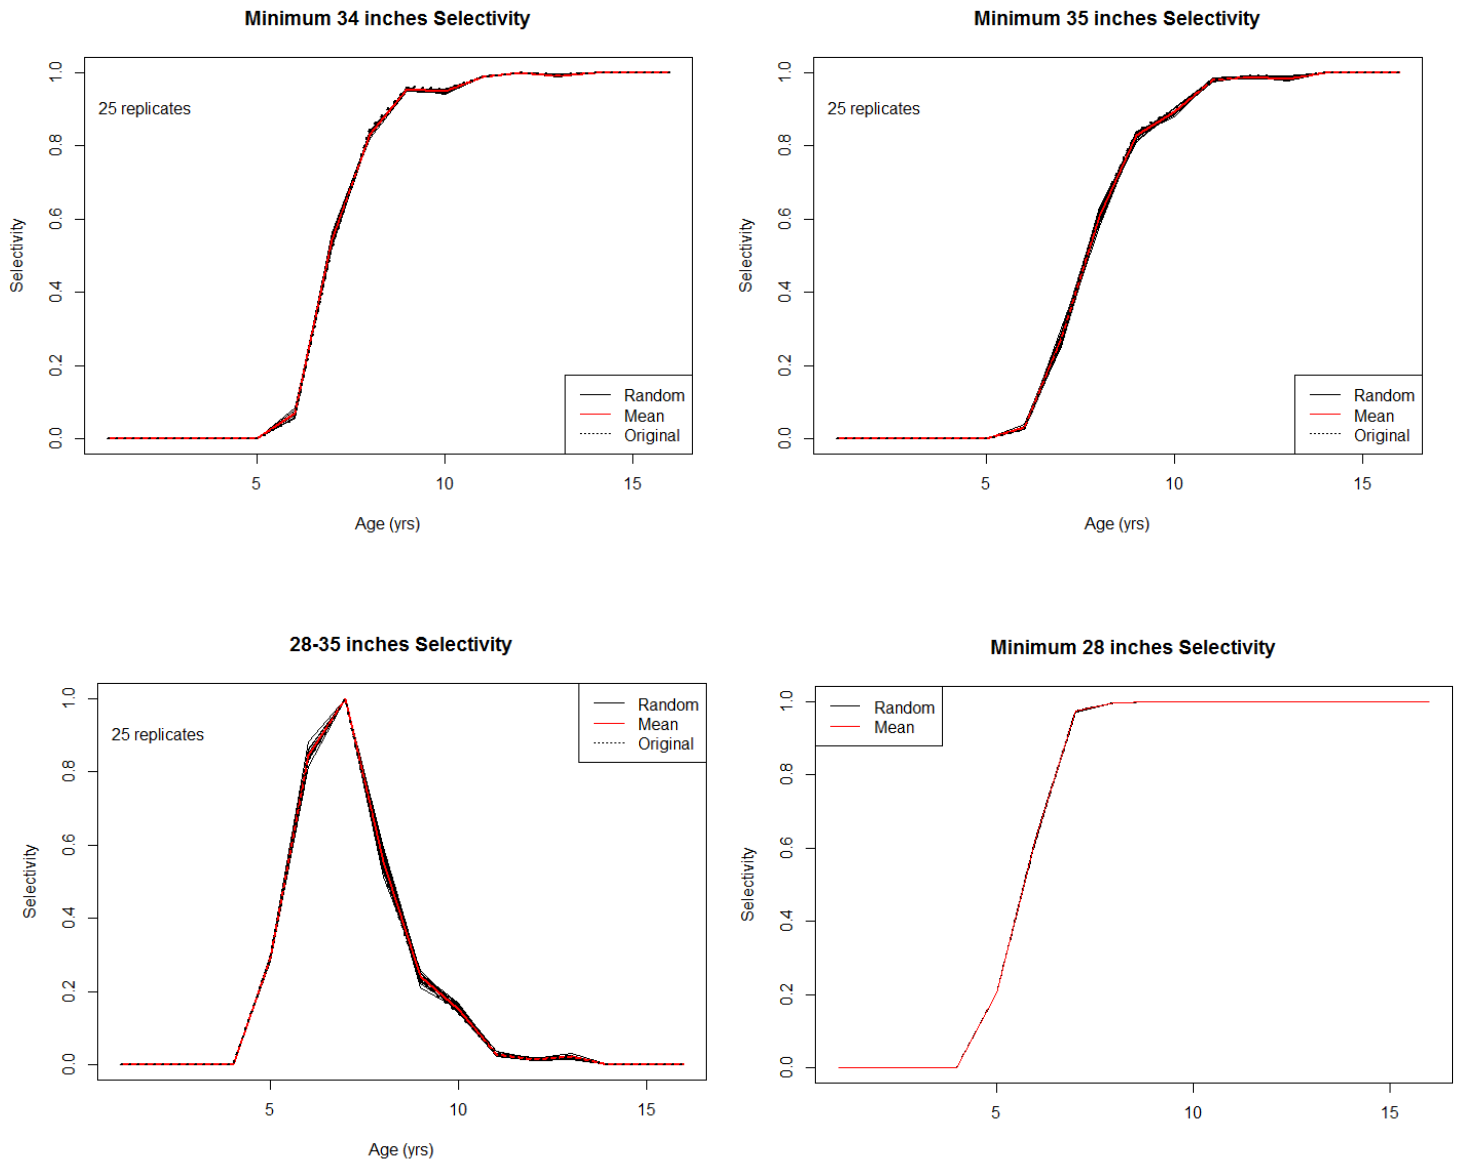 Minimum 34 inches Selectivity
25 replicates
Selectivity
0.0 0.2 0.4 0.6 0.8 1.0
Random
Mean
Original
5 10 15
Age (yrs)
Minimum 35 inches Selectivity
25 replicates
Selectivity
0.0 0.2 0.4 0.6 0.8 1.0
Random
Mean
Original
5 10 15
Age (yrs)
28-35 inches Selectivity
25 replicates
Selectivity
0.0 0.2 0.4 0.6 0.8 1.0
Random
Mean
Original
5 10 15
Age (yrs)
Minimum 28 inches Selectivity
Random
Mean
Selectivity
0.0 0.2 0.4 0.6 0.8 1.0
5 10 15